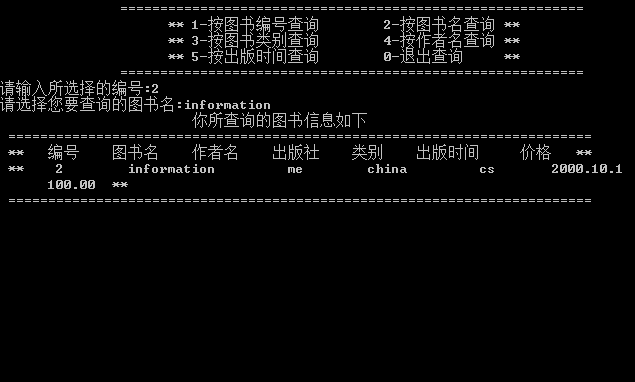 ==========================================================
** 1-按图书编号查询 2-按图书名查询 **
** 3-按图书类别查询 4-按作者名查询 **
** 5-按出版时间查询 0-退出查询 **
==========================================================
请输入所选择的编号:2
请选择您要查询的图书名:information
你所查询的图书信息如下
=========================================================================
** 编号 图书名 作者名 出版社 类别 出版时间 价格 **
** 2 information me china cs 2000.10.1
100.00 **
=========================================================================